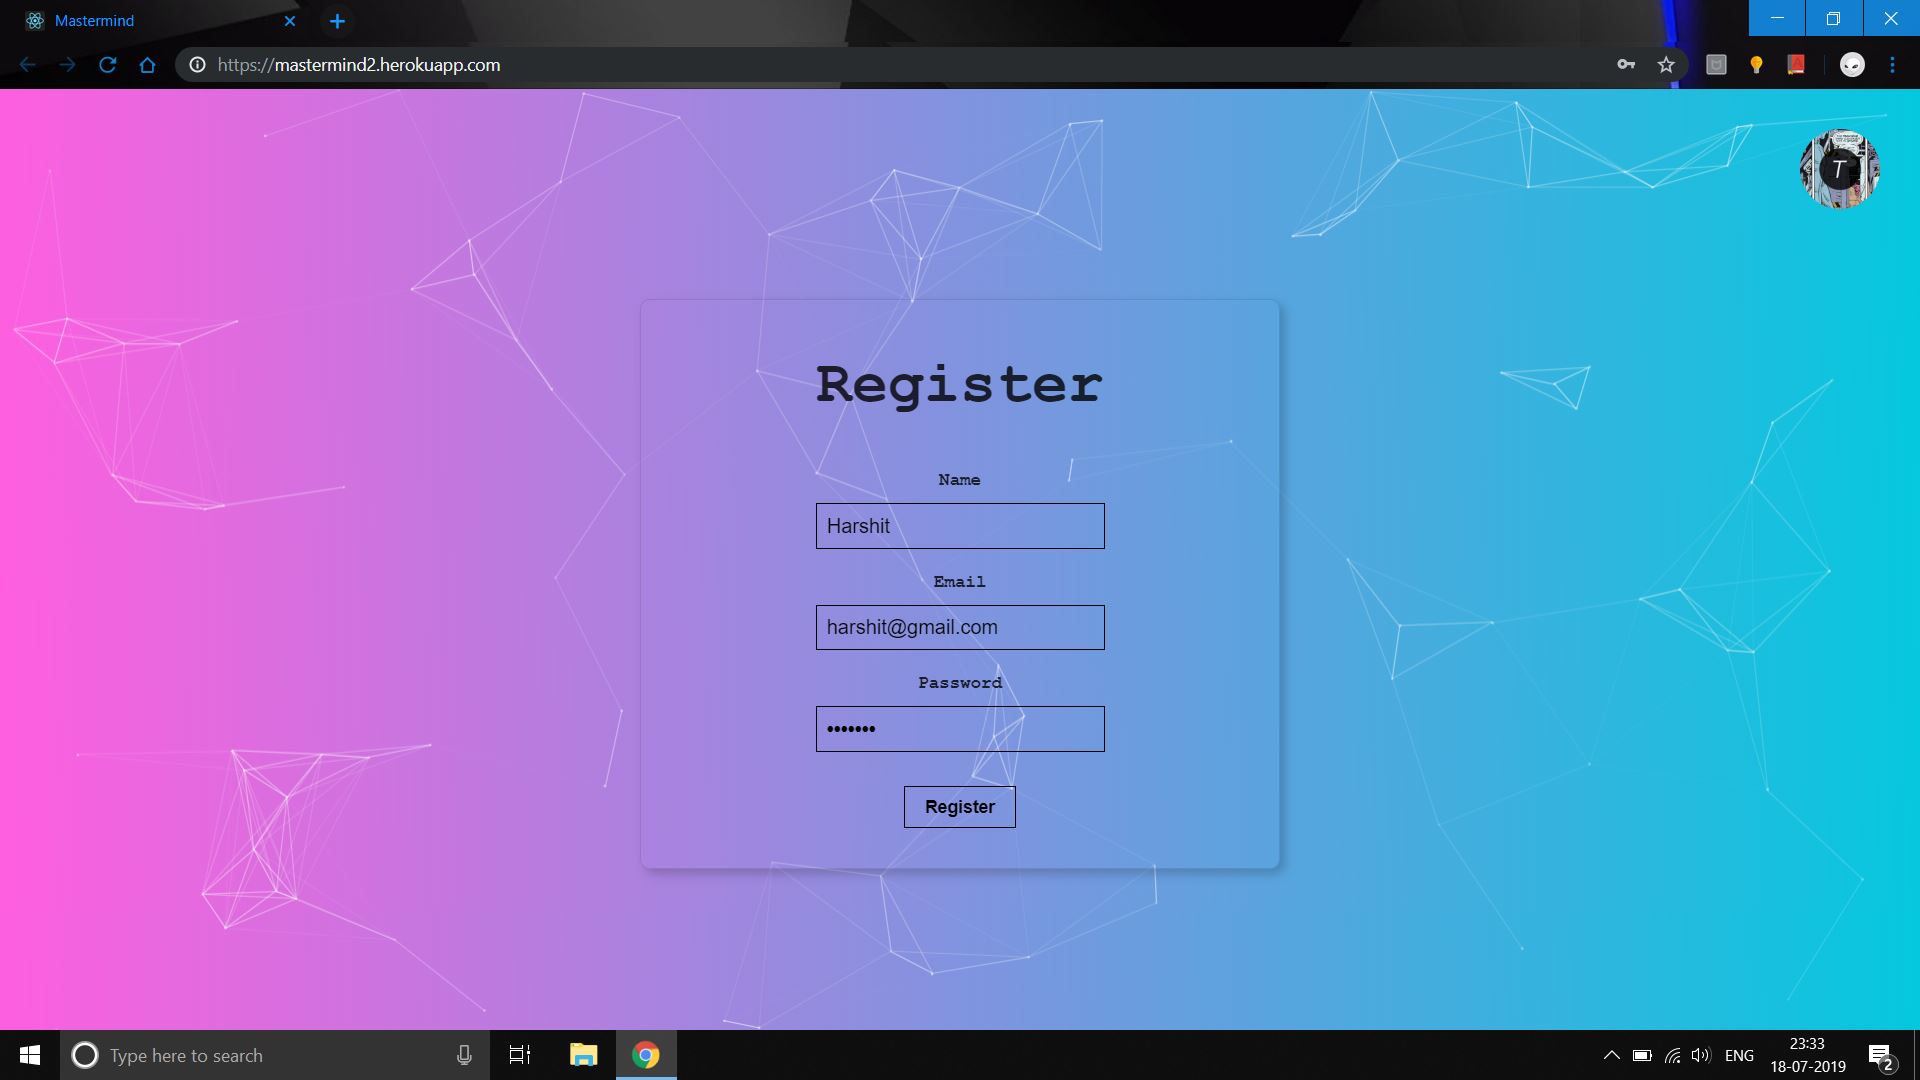 Mastermind
https://mastermind2.herokuapp.com
T
Register
Name
Harshit
Email
harshit@gmail.com
Password
•••••••
Register
Type here to search
ENG
23:33
18-07-2019
2